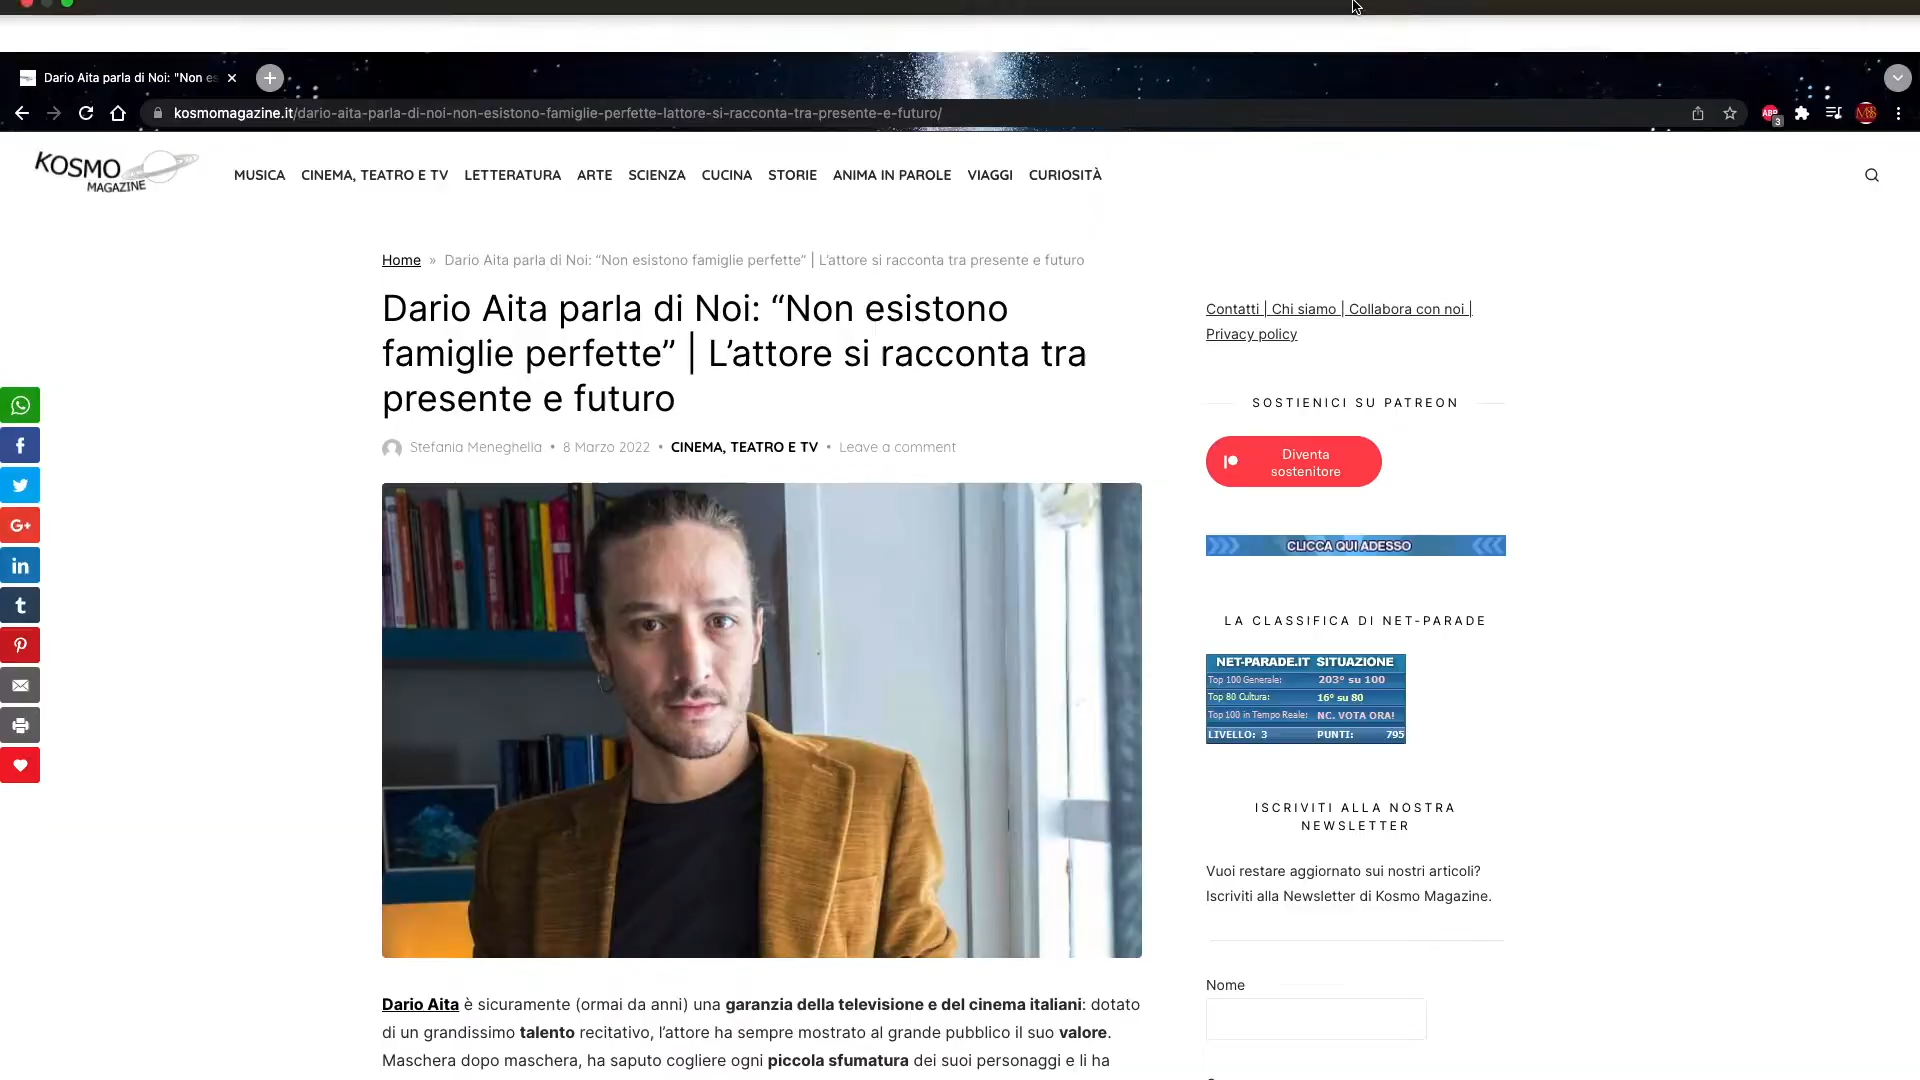 Dario Aita parla di Noi: "Non es
kosmomagazine.it/dario-aita-parla-di-noi-non-esistono-famiglie-perfette-lattore-si-racconta-tra-presente-e-futuro/
ABP
3
KOSMO
MAGAZINE
MUSICA CINEMA, TEATRO E TV LETTERATURA ARTE SCIENZA CUCINA STORIE ANIMA IN PAROLE VIAGGI CURIOSITÀ
Home » Dario Aita parla di Noi: “Non esistono famiglie perfette” | L’attore si racconta tra presente e futuro
Dario Aita parla di Noi: “Non esistono
famiglie perfette” | L’attore si racconta tra
presente e futuro
Stefania Meneghella • 8 Marzo 2022 • CINEMA, TEATRO E TV • Leave a comment
Dario Aita è sicuramente (ormai da anni) una garanzia della televisione e del cinema italiani: dotato
di un grandissimo talento recitativo, l’attore ha sempre mostrato al grande pubblico il suo valore.
Maschera dopo maschera, ha saputo cogliere ogni piccola sfumatura dei suoi personaggi e li ha
Contatti | Chi siamo | Collabora con noi |
Privacy policy
SOSTIENICI SU PATREON
Diventa
sostenitore
CLICCA QUI ADESSO
LA CLASSIFICA DI NET-PARADE
NET-PARADE.IT SITUAZIONE
Top 100 Generale: 203° su 100
Top 80 Cultura: 16° su 80
Top 100 in Tempo Reale: NC. VOTA ORA!
LIVELLO: 3 PUNTI: 795
ISCRIVITI ALLA NOSTRA
NEWSLETTER
Vuoi restare aggiornato sui nostri articoli?
Iscriviti alla Newsletter di Kosmo Magazine.
Nome